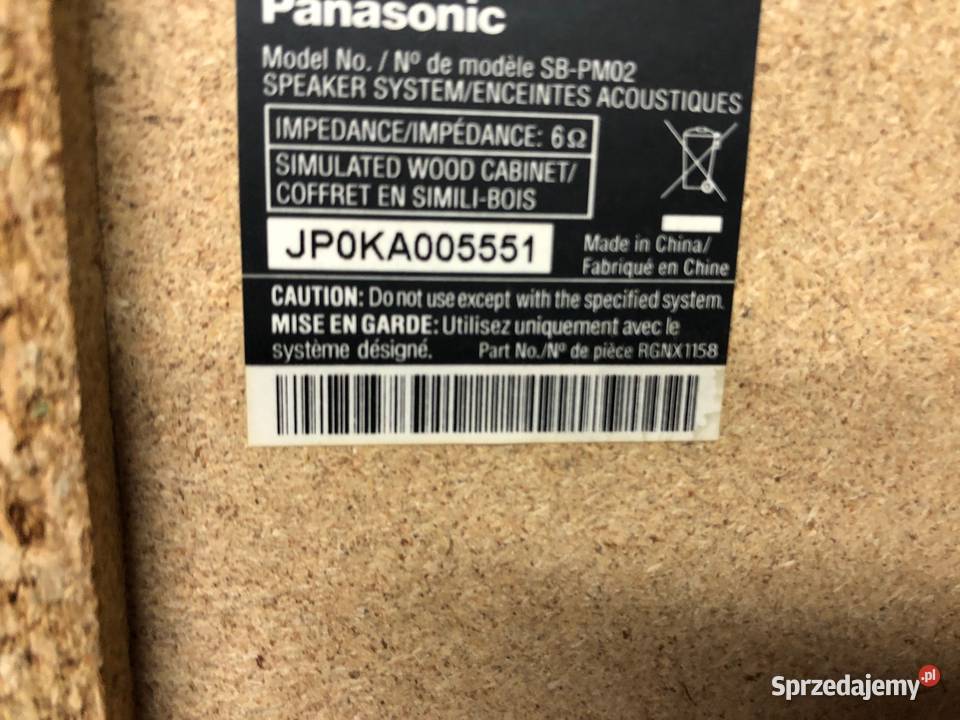 Panasonic
Model No. / Nº de modèle SB-PM02
SPEAKER SYSTEM/ENCEINTES ACOUSTIQUES
IMPEDANCE/IMPÉDANCE: 6Ω
SIMULATED WOOD CABINET/
COFFRET EN SIMILI-BOIS
JP0KA005551
Made in China/
Fabriqué en Chine
CAUTION: Do not use except with the specified system.
MISE EN GARDE: Utilisez uniquement avec le
système désigné.
Part No./Nº de pièce RGNX1158
Sprzedajemy.pl